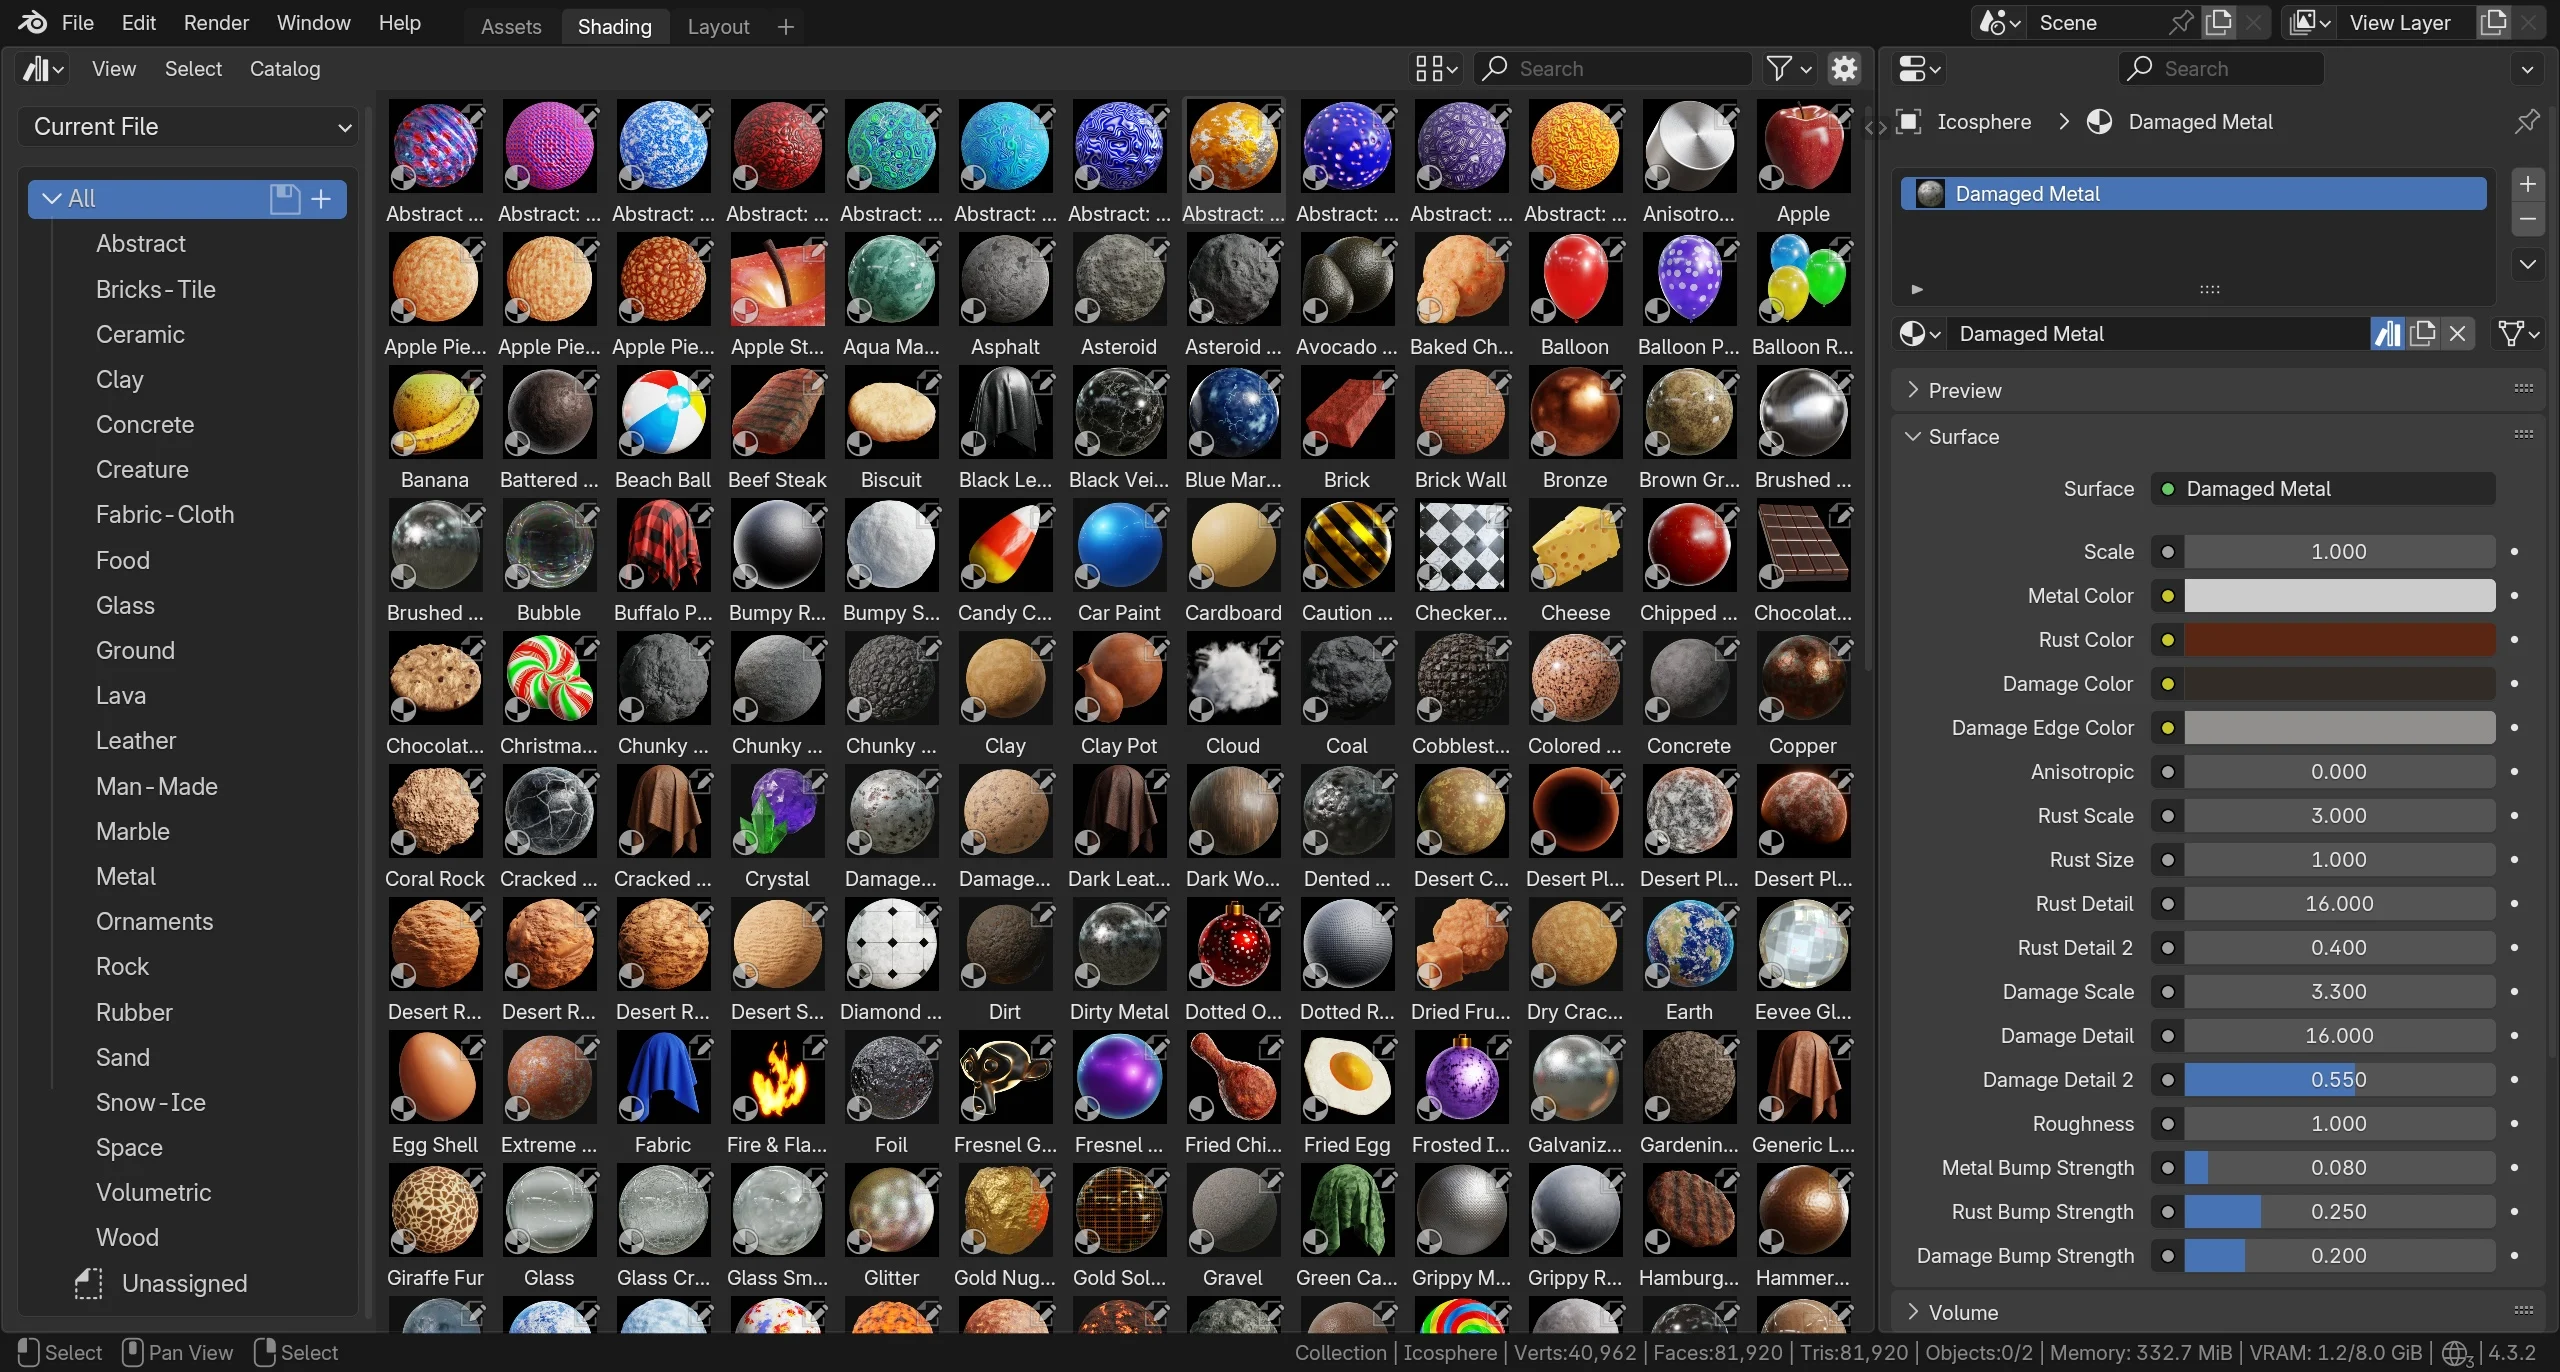 File Edit Render Window Help Assets Shading Layout + Scene View Layer
View Select Catalog Search Search
Current File
Icosphere > Damaged Metal
All
Abstract
Bricks-Tile
Ceramic
Clay
Concrete
Creature
Fabric-Cloth
Food
Glass
Ground
Lava
Leather
Man-Made
Marble
Metal
Ornaments
Rock
Rubber
Sand
Snow-Ice
Space
Volumetric
Wood
Unassigned
Abstract ... Abstract: ... Abstract: ... Abstract: ... Abstract: ... Abstract: ... Abstract: ... Abstract: ... Abstract: ... Abstract: ... Abstract: ... Anisotro... Apple
Apple Pie... Apple Pie... Apple Pie... Apple St... Aqua Ma... Asphalt Asteroid Asteroid ... Avocado ... Baked Ch... Balloon Balloon P... Balloon R...
Banana Battered ... Beach Ball Beef Steak Biscuit Black Le... Black Vei... Blue Mar... Brick Brick Wall Bronze Brown Gr... Brushed ...
Brushed ... Bubble Buffalo P... Bumpy R... Bumpy S... Candy C... Car Paint Cardboard Caution ... Checker... Cheese Chipped ... Chocolat...
Chocolat... Christma... Chunky ... Chunky ... Chunky ... Clay Clay Pot Cloud Coal Cobblest... Colored ... Concrete Copper
Coral Rock Cracked ... Cracked ... Crystal Damage... Damage... Dark Leat... Dark Wo... Dented ... Desert C... Desert Pl... Desert Pl... Desert Pl...
Desert R... Desert R... Desert R... Desert S... Diamond ... Dirt Dirty Metal Dotted O... Dotted R... Dried Fru... Dry Crac... Earth Eevee Gl...
Egg Shell Extreme ... Fabric Fire & Fla... Foil Fresnel G... Fresnel ... Fried Chi... Fried Egg Frosted I... Galvaniz... Gardenin... Generic L...
Giraffe Fur Glass Glass Cr... Glass Sm... Glitter Gold Nug... Gold Sol... Gravel Green Ca... Grippy M... Grippy R... Hamburg... Hammer...
Damaged Metal
Damaged Metal
Preview
Surface
Surface Damaged Metal
Scale 1.000
Metal Color
Rust Color
Damage Color
Damage Edge Color
Anisotropic 0.000
Rust Scale 3.000
Rust Size 1.000
Rust Detail 16.000
Rust Detail 2 0.400
Damage Scale 3.300
Damage Detail 16.000
Damage Detail 2 0.550
Roughness 1.000
Metal Bump Strength 0.080
Rust Bump Strength 0.250
Damage Bump Strength 0.200
Volume
Select Pan View Select Collection | Icosphere | Verts:40,962 | Faces:81,920 | Tris:81,920 | Objects:0/2 | Memory: 332.7 MiB | VRAM: 1.2/8.0 GiB | 3 4.3.2